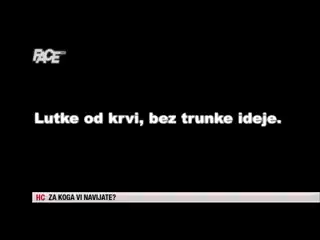 FACE
Lutke od krvi, bez trunke ideje.
HC ZA KOGA VI NAVIJATE?